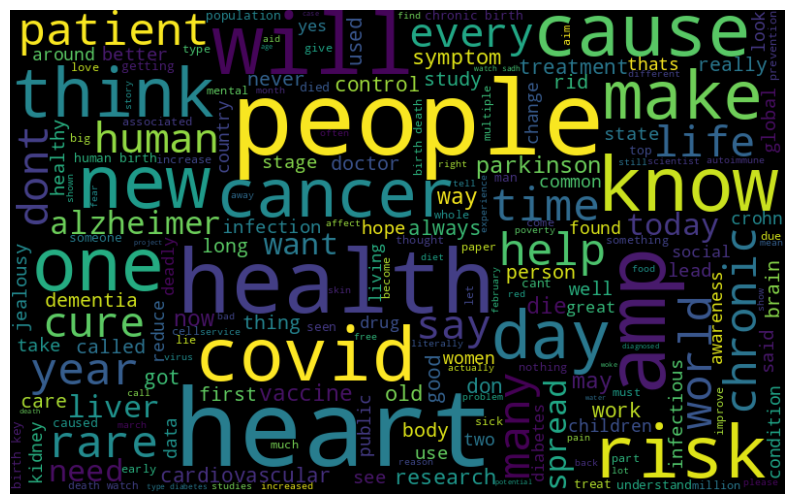 patient will every cause
population yes used symptom find chronic birth
around better type give aid age never died control study treatment thats really look aim prevention
think people make
love getting story mental month watch sadh rid change state different global
human country multiple birth death
associated healthy big top still scientist autoimmune
dont human birth increase stage doctor parkinson common life
new cancer way time know
shown fear often right man tell
alzheimer infection hope always found today crohn
someone away whole affect experience come something due mean
project long want thought paper person poverty social
one health help amp chronic
jealousy deadly living become diet cant well lead brain
dementia reduce now thing skin let february great die food show
cure cellservice seen drug bad say day world awareness
take called lie virus free women red nothing said
year covid literally actually diagnosed woke
got good don many may must infectious
care first vaccine old work improve condition
death call liver public body two children
rare caused march data problem sick spread water pain
birth key kidney heart risk
need early much use reason diabetes back treat part lot
cardiovascular see research understand million please
death watch type diabetes studies increased potential